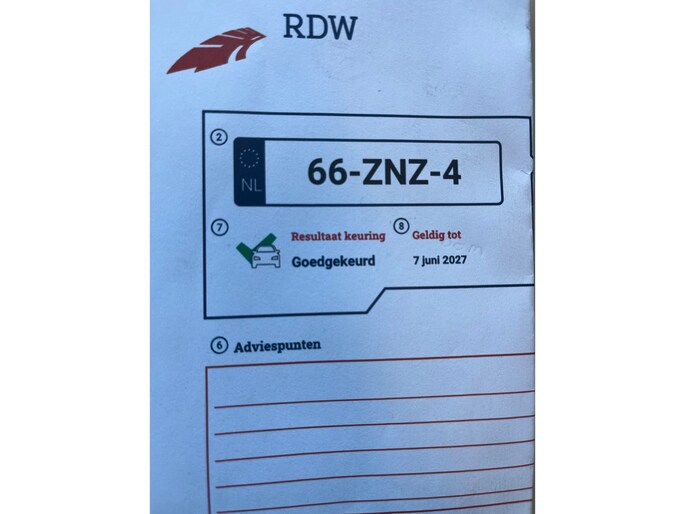 RDW
2
NL 66-ZNZ-4
7 Resultaat keuring 8 Geldig tot
Goedgekeurd 7 juni 2027
6 Adviespunten